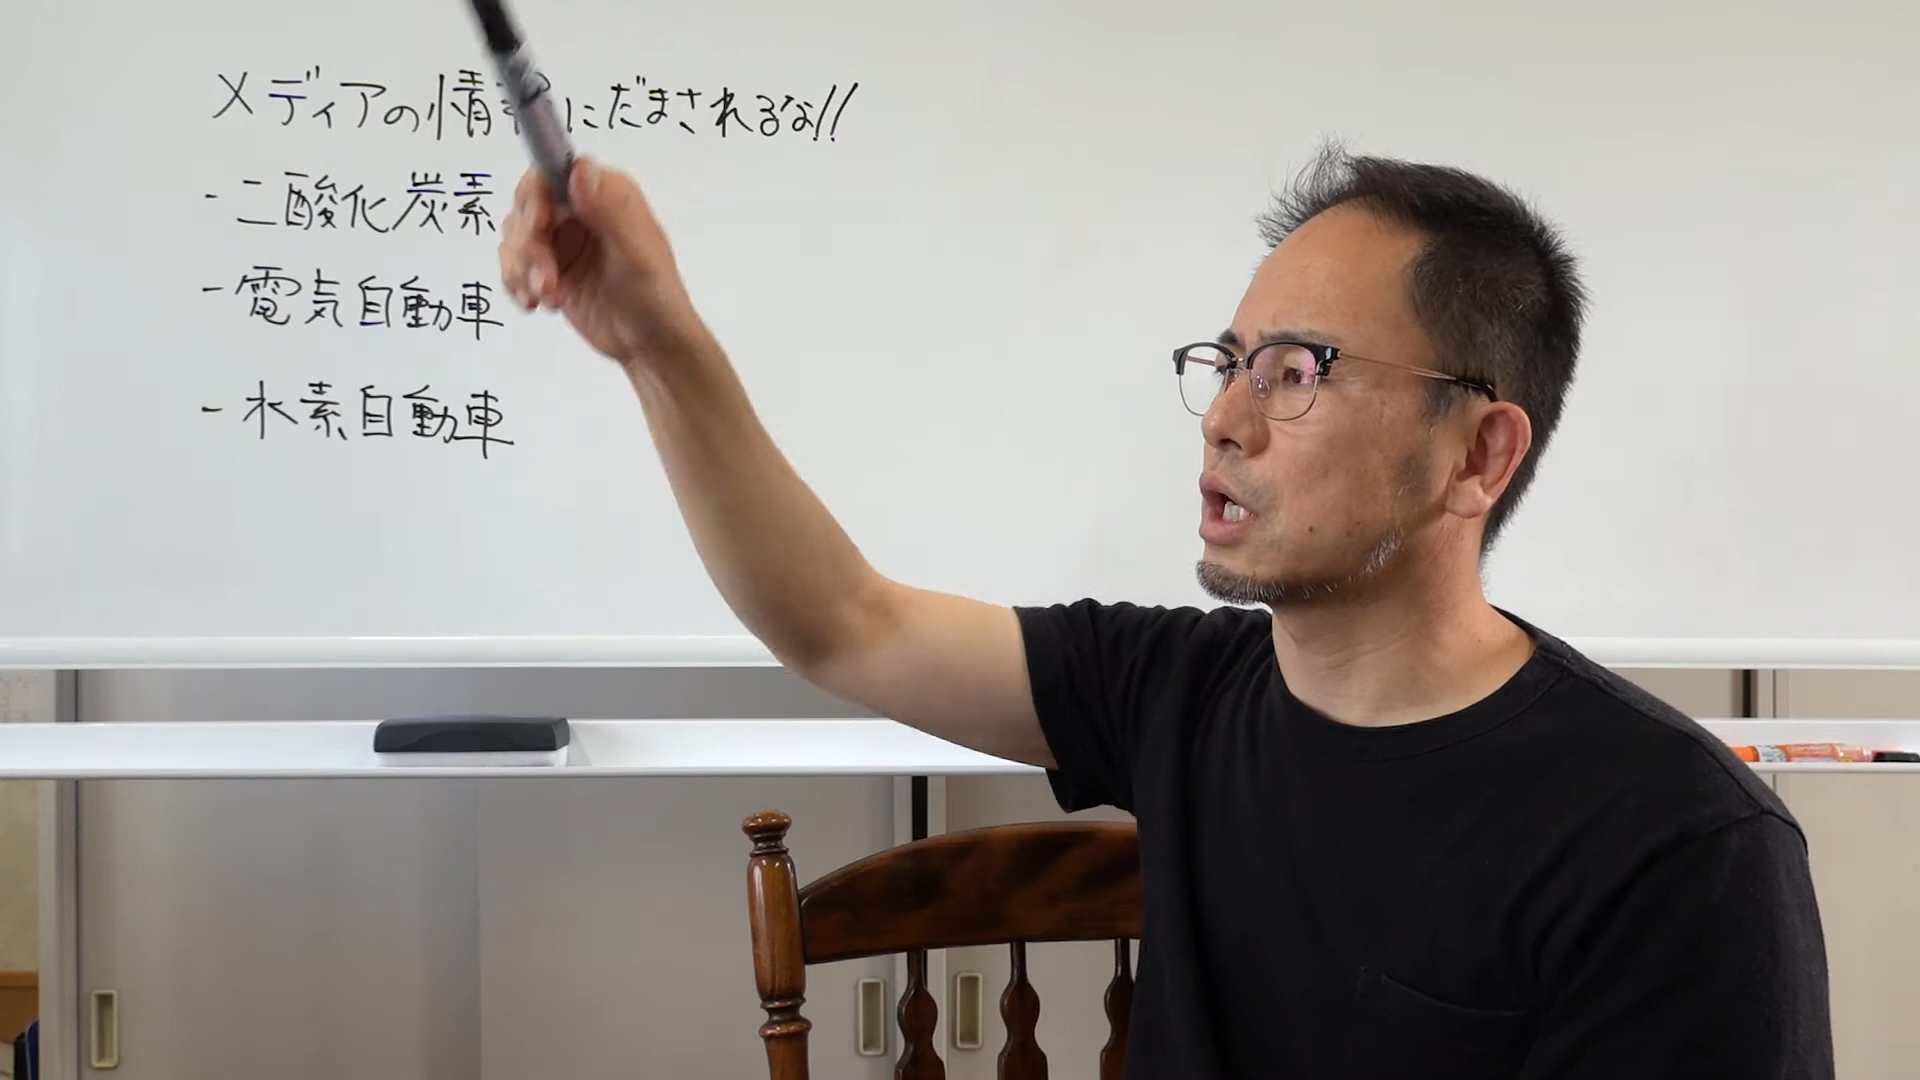 メディアの情報にだまされるな!!
- 二酸化炭素
- 電気自動車
- 水素自動車